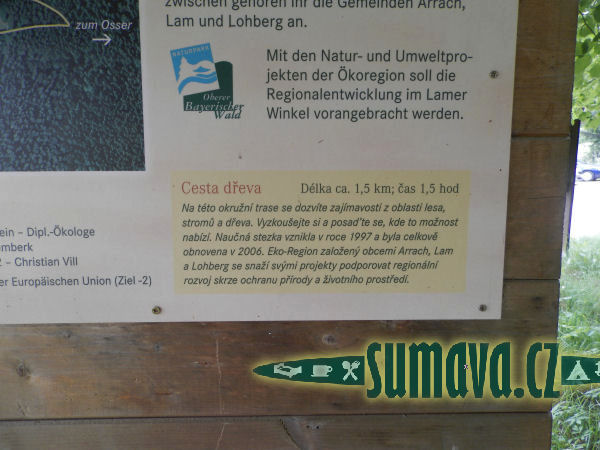 zwischen gehören ihr die Gemeinden Arrach,
Lam und Lohberg an.
zum Osser
NATURPARK
Oberer
Bayerischer
Wald
Mit den Natur- und Umweltpro-
jekten der Ökoregion soll die
Regionalentwicklung im Lamer
Winkel vorangebracht werden.
Cesta dřeva Délka ca. 1,5 km; čas 1,5 hod
Na této okružní trase se dozvíte zajímavosti z oblasti lesa,
stromů a dřeva. Vyzkoušejte si a posaďte se, kde to možnost
nabízí. Naučná stezka vznikla v roce 1997 a byla celkově
obnovena v 2006. Eko-Region založený obcemi Arrach, Lam
a Lohberg se snaží svými projekty podporovat regionální
rozvoj skrze ochranu přírody a životního prostředí.
ein – Dipl.-Ökologe
mberk
2 – Christian Vill
er Europäischen Union (Ziel -2)
sumava.cz